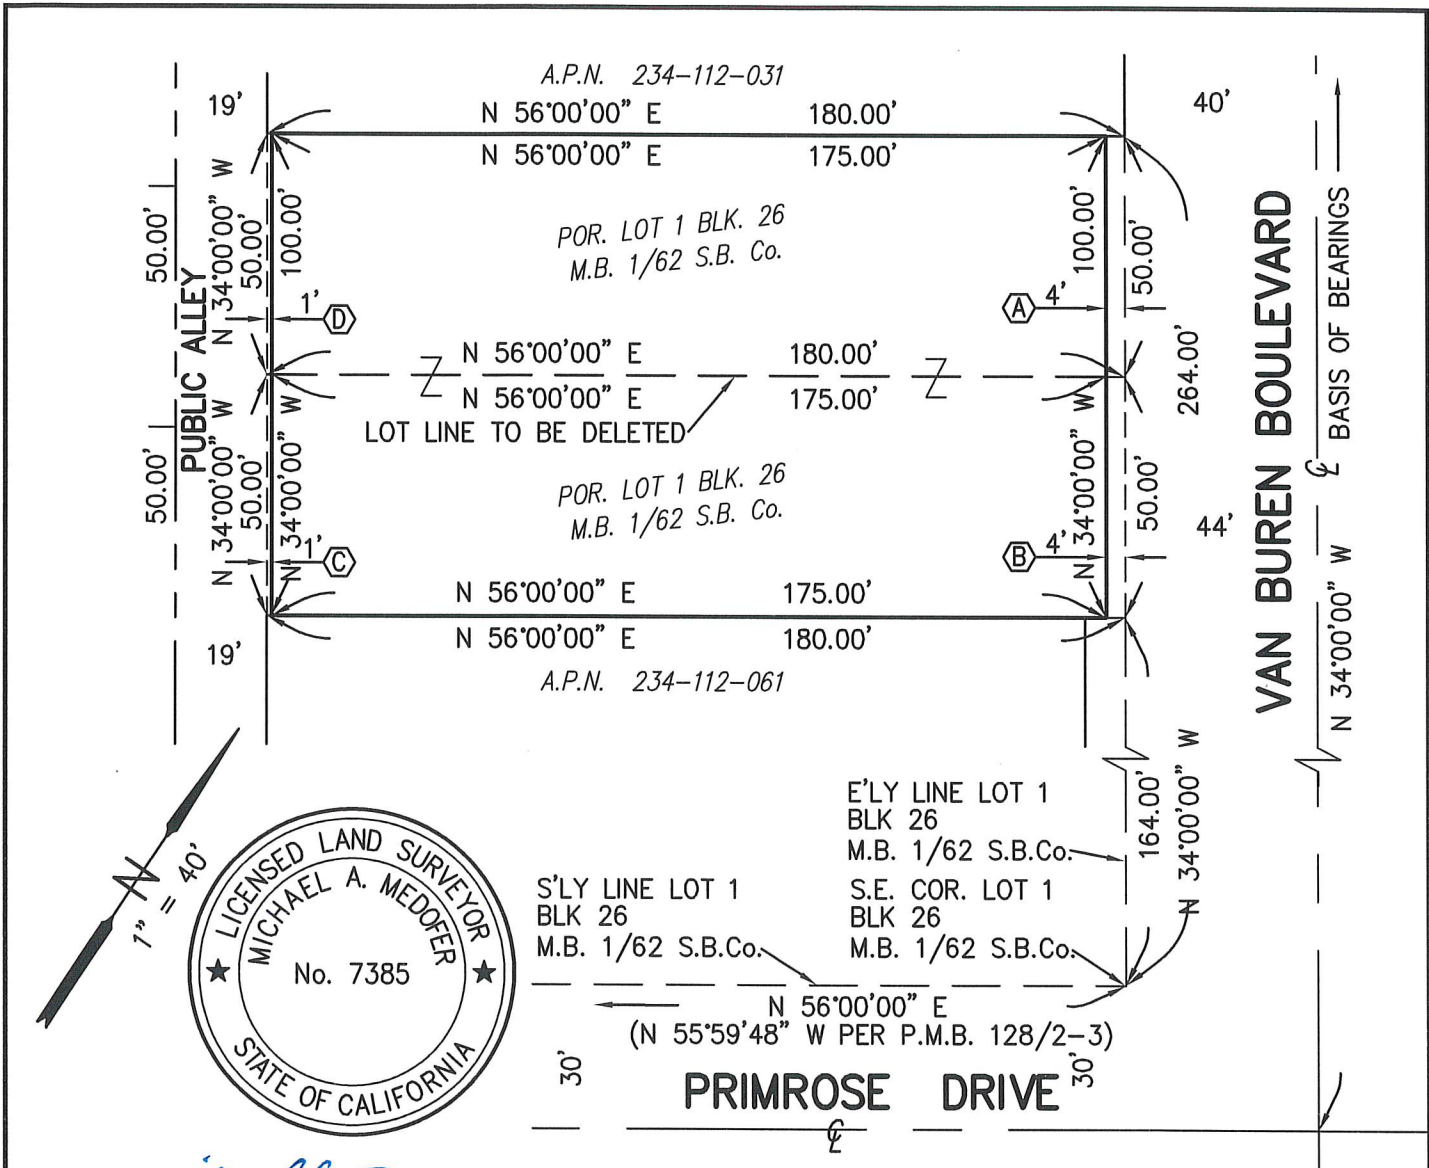 A.P.N. 234-112-031
19'
N 56°00'00" E 180.00'
40'
N 56°00'00" E 175.00'
POR. LOT 1 BLK. 26
M.B. 1/62 S.B. Co.
50.00'
PUBLIC ALLEY
N 34°00'00" W
50.00'
100.00'
1' D
A 4'
100.00'
50.00'
264.00'
VAN BUREN BOULEVARD
℄
BASIS OF BEARINGS
N 34°00'00" W
N 56°00'00" E 180.00'
N 56°00'00" E 175.00'
LOT LINE TO BE DELETED
POR. LOT 1 BLK. 26
M.B. 1/62 S.B. Co.
50.00'
N 34°00'00" W
50.00'
N 34°00'00" W
1' C
B 4'
N 34°00'00" W
50.00'
44'
N 56°00'00" E 175.00'
N 56°00'00" E 180.00'
19'
A.P.N. 234-112-061
N
1" = 40'
LICENSED LAND SURVEYOR
MICHAEL A. MEDOFER
No. 7385
STATE OF CALIFORNIA
E'LY LINE LOT 1
BLK 26
M.B. 1/62 S.B.Co.
164.00'
N 34°00'00" W
S'LY LINE LOT 1
BLK 26
M.B. 1/62 S.B.Co.
S.E. COR. LOT 1
BLK 26
M.B. 1/62 S.B.Co.
N 56°00'00" E
(N 55°59'48" W PER P.M.B. 128/2-3)
30'
30'
PRIMROSE DRIVE
℄